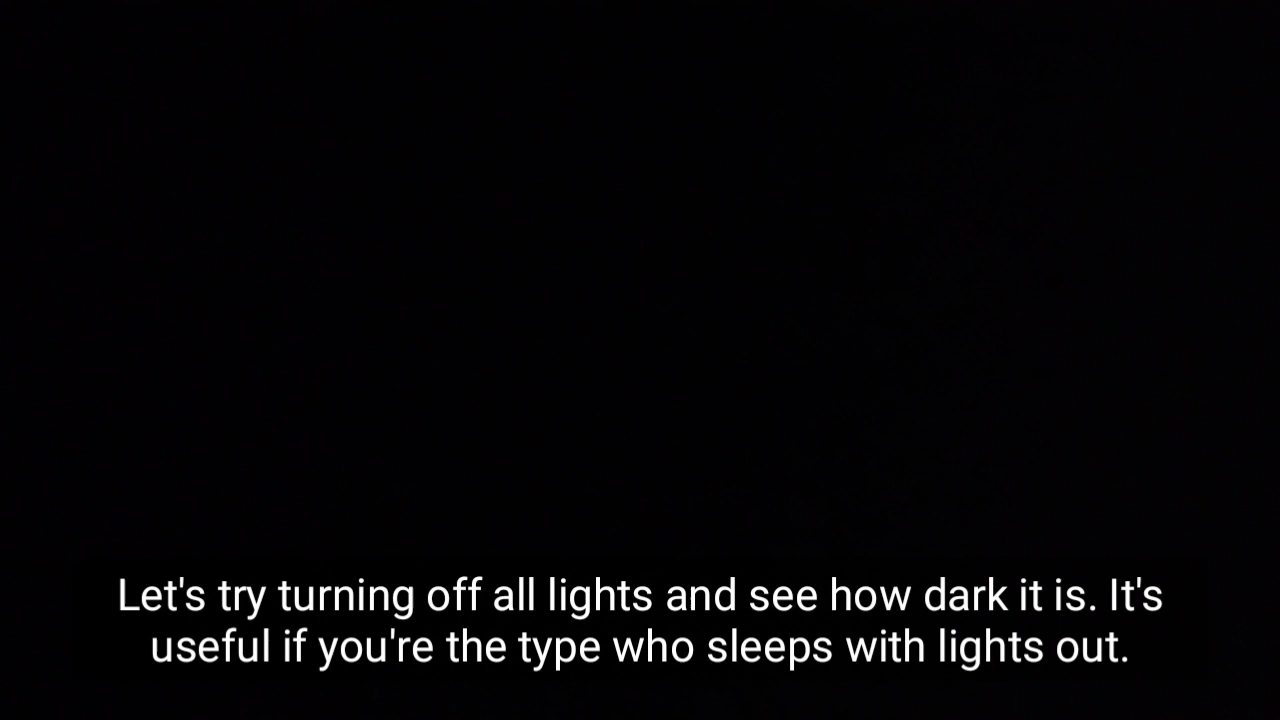 Let's try turning off all lights and see how dark it is. It's
useful if you're the type who sleeps with lights out.